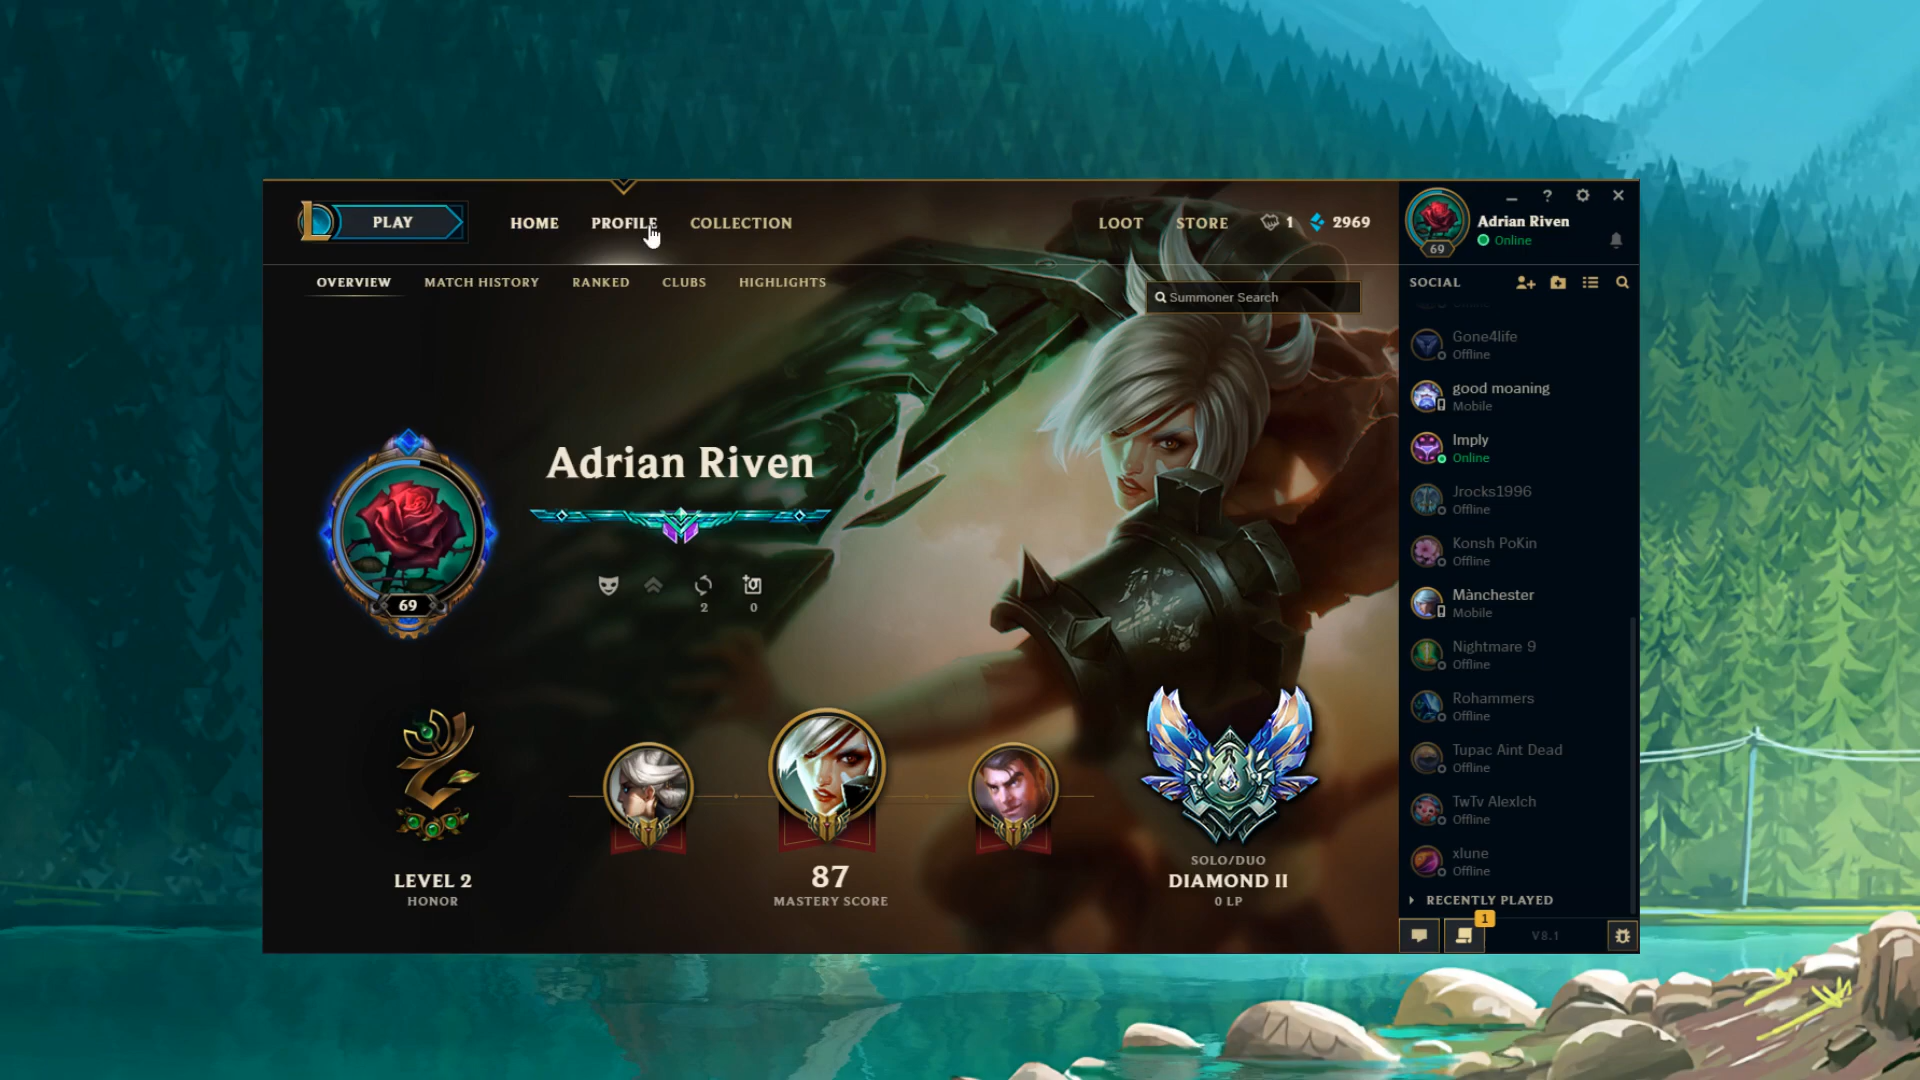 PLAY
HOME
PROFILE
COLLECTION
LOOT
STORE
1
2969
69
Adrian Riven
Online
OVERVIEW
MATCH HISTORY
RANKED
CLUBS
HIGHLIGHTS
Summoner Search
SOCIAL
Gone4life
Offline
good moaning
Mobile
Imply
Online
Jrocks1996
Offline
Konsh PoKin
Offline
Mànchester
Mobile
Nightmare 9
Offline
Rohammers
Offline
Tupac Aint Dead
Offline
Offline
xlune
Offline
RECENTLY PLAYED
1
V8.1
Adrian Riven
69
2
0
LEVEL 2
HONOR
87
MASTERY SCORE
SOLO/DUO
DIAMOND II
0 LP